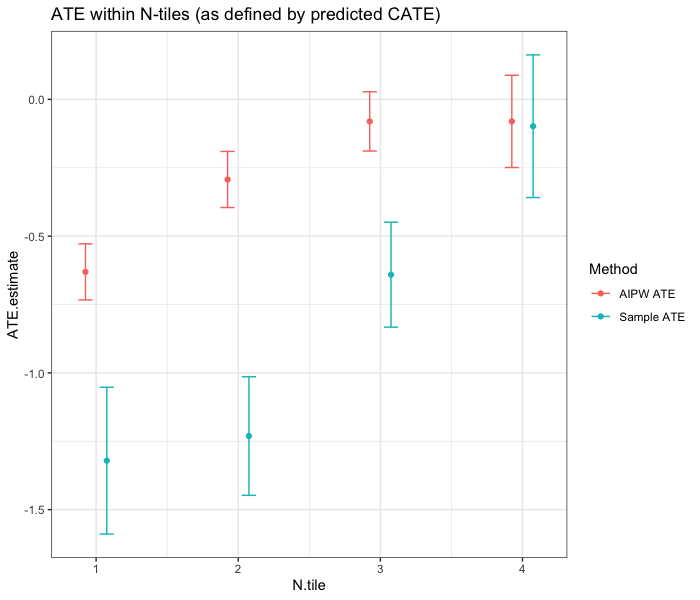 ATE within N-tiles (as defined by predicted CATE)
0.0
-0.5
-1.0
-1.5
ATE.estimate
1 2 3 4
N.tile
Method
AIPW ATE
Sample ATE